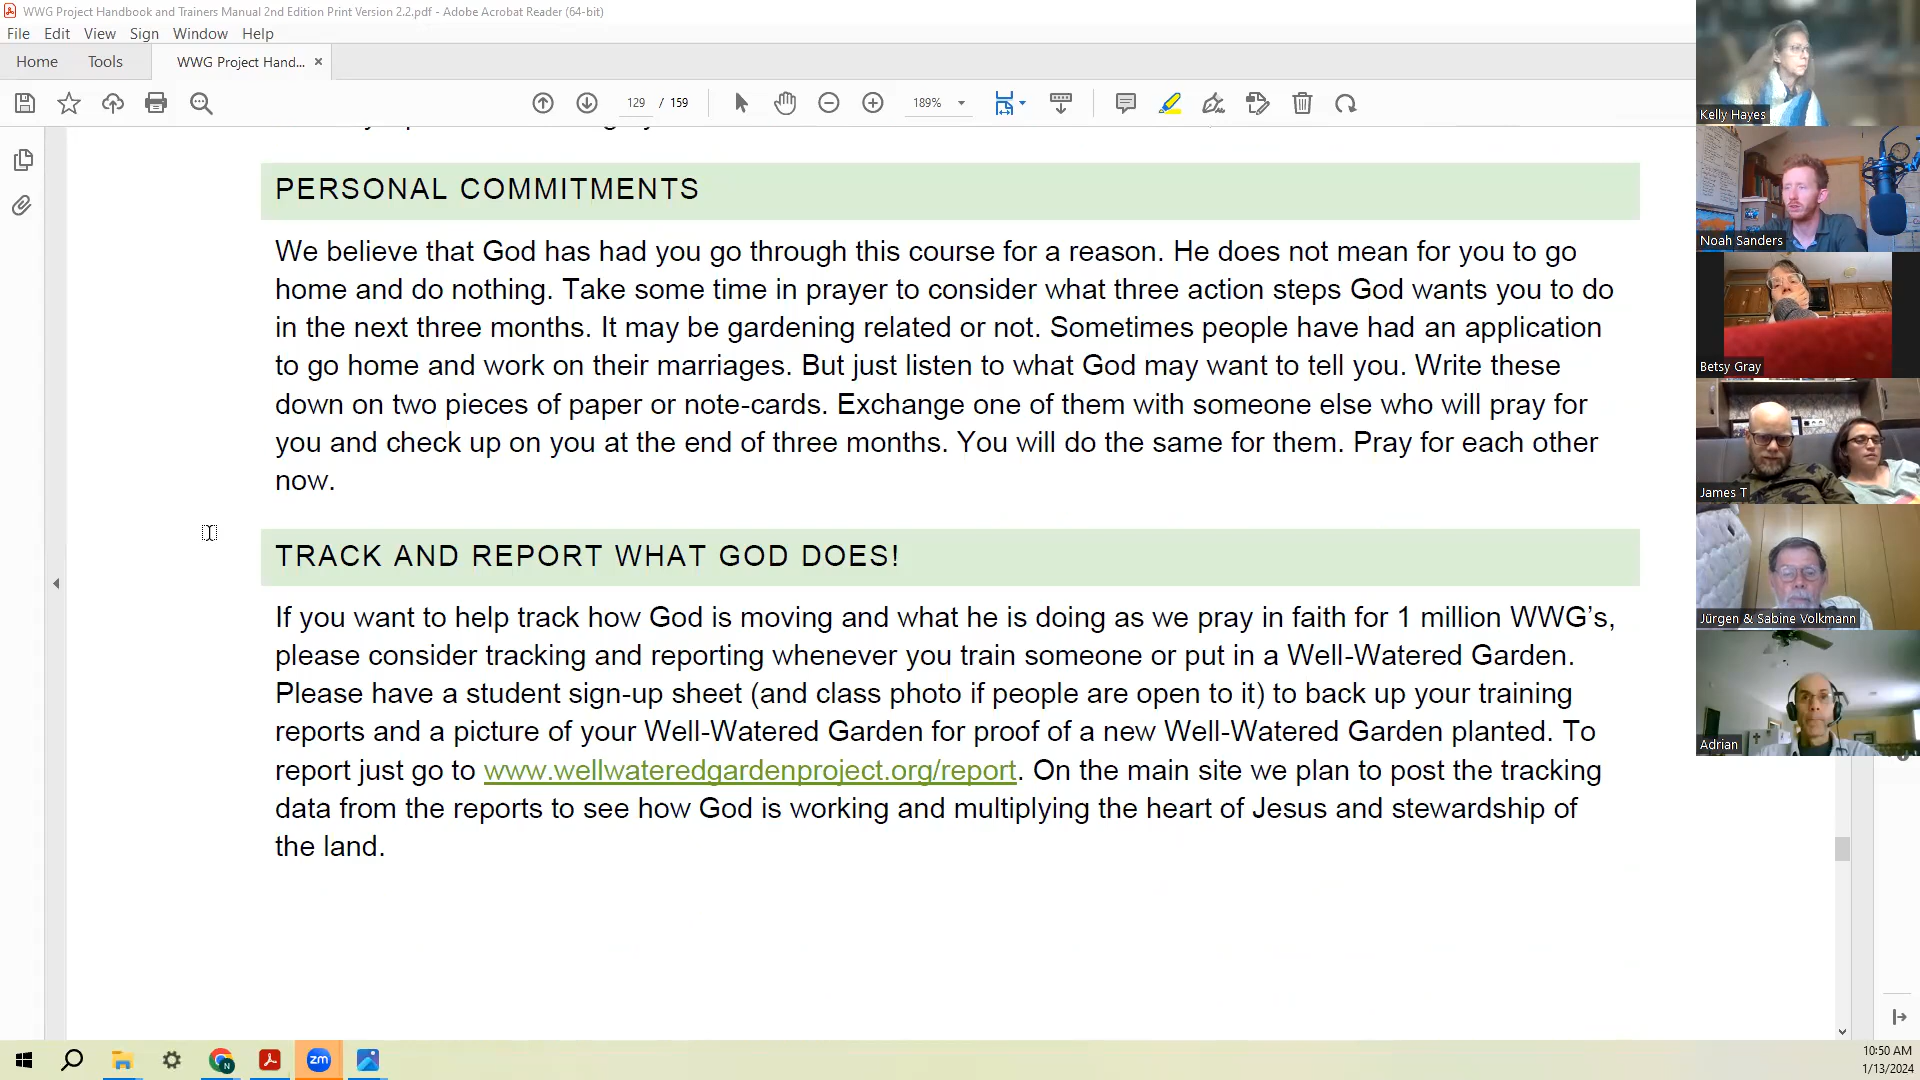 WWG Project Handbook and Trainers Manual 2nd Edition Print Version 2.2.pdf - Adobe Acrobat Reader (64-bit)
File Edit View Sign Window Help
Home Tools WWG Project Hand... ×
129 / 159 189%
PERSONAL COMMITMENTS
We believe that God has had you go through this course for a reason. He does not mean for you to go
home and do nothing. Take some time in prayer to consider what three action steps God wants you to do
in the next three months. It may be gardening related or not. Sometimes people have had an application
to go home and work on their marriages. But just listen to what God may want to tell you. Write these
down on two pieces of paper or note-cards. Exchange one of them with someone else who will pray for
you and check up on you at the end of three months. You will do the same for them. Pray for each other
now.
TRACK AND REPORT WHAT GOD DOES!
If you want to help track how God is moving and what he is doing as we pray in faith for 1 million WWG’s,
please consider tracking and reporting whenever you train someone or put in a Well-Watered Garden.
Please have a student sign-up sheet (and class photo if people are open to it) to back up your training
reports and a picture of your Well-Watered Garden for proof of a new Well-Watered Garden planted. To
report just go to www.wellwateredgardenproject.org/report. On the main site we plan to post the tracking
data from the reports to see how God is working and multiplying the heart of Jesus and stewardship of
the land.
Kelly Hayes
Noah Sanders
Betsy Gray
James T
Jürgen & Sabine Volkmann
Adrian
zm
N
10:50 AM
1/13/2024